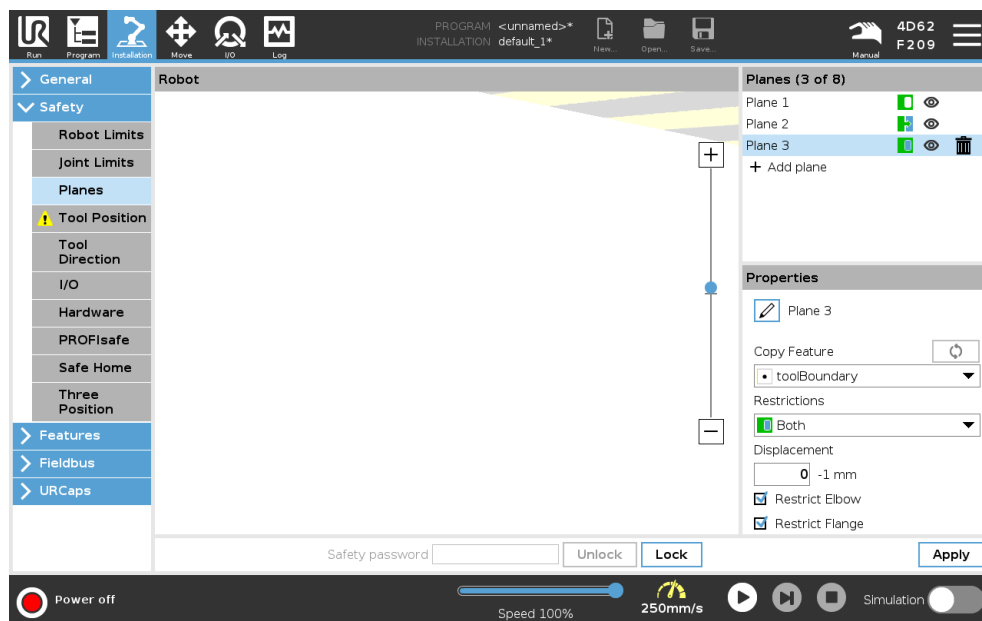 PROGRAM <unnamed>*
INSTALLATION default_1*
Run
Program
Installation
Move
I/O
Log
New...
Open...
Save...
Manual
4D62
F209
General
Safety
Robot Limits
Joint Limits
Planes
Tool Position
Tool
Direction
I/O
Hardware
PROFIsafe
Safe Home
Three
Position
Features
Fieldbus
URCaps
Robot
Safety password
Unlock
Lock
Planes (3 of 8)
Plane 1
Plane 2
Plane 3
+ Add plane
Properties
Plane 3
Copy Feature
toolBoundary
Restrictions
Both
Displacement
0 -1 mm
Restrict Elbow
Restrict Flange
Apply
Power off
Speed 100%
250mm/s
Simulation